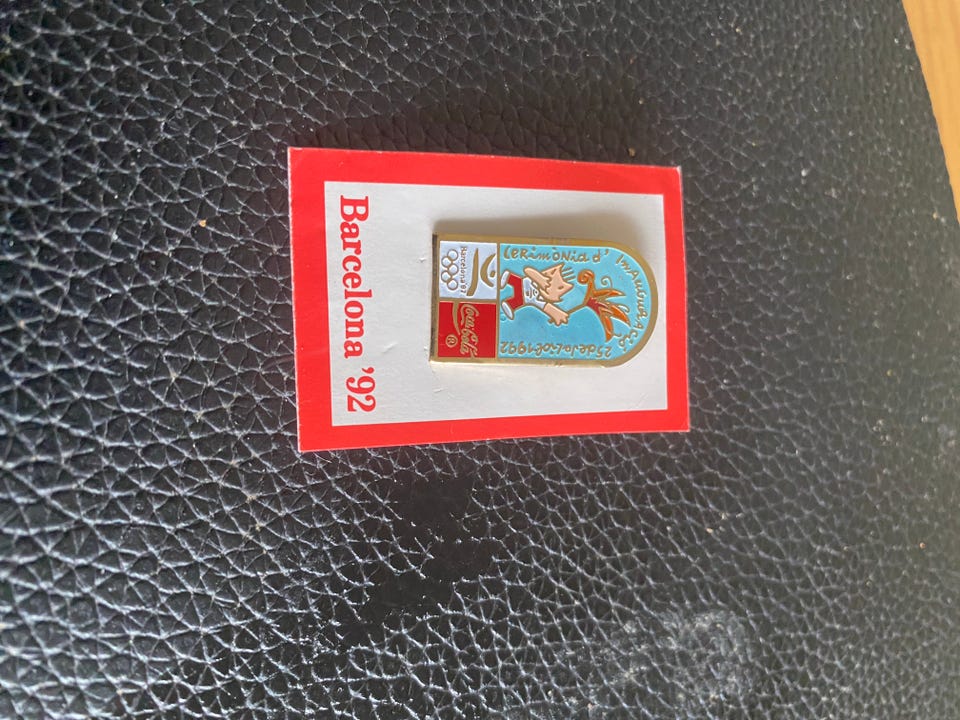 Cerimònia d' Inauguració
25 de Juliol 1992
Barcelona'92
Coca-Cola
®
Barcelona '92